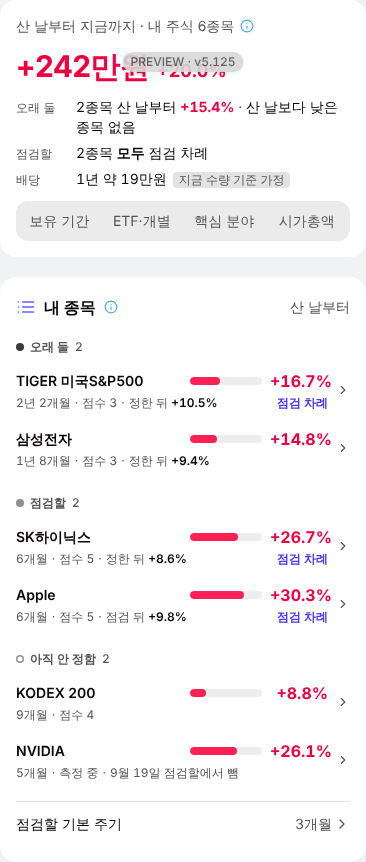 산 날부터 지금까지 · 내 주식 6종목
+242만원 +26.0%
PREVIEW · v5.125
오래 둘 2종목 산 날부터 +15.4% · 산 날보다 낮은
종목 없음
점검할 2종목 모두 점검 차례
배당 1년 약 19만원 지금 수량 기준 가정
보유 기간 ETF·개별 핵심 분야 시가총액
내 종목 산 날부터
오래 둘 2
TIGER 미국S&P500 +16.7%
2년 2개월 · 점수 3 · 정한 뒤 +10.5% 점검 차례
삼성전자 +14.8%
1년 8개월 · 점수 3 · 정한 뒤 +9.4%
점검할 2
SK하이닉스 +26.7%
6개월 · 점수 5 · 정한 뒤 +8.6% 점검 차례
Apple +30.3%
6개월 · 점수 5 · 점검 뒤 +9.8% 점검 차례
아직 안 정함 2
KODEX 200 +8.8%
9개월 · 점수 4
NVIDIA +26.1%
5개월 · 측정 중 · 9월 19일 점검할에서 뺌
점검할 기본 주기 3개월